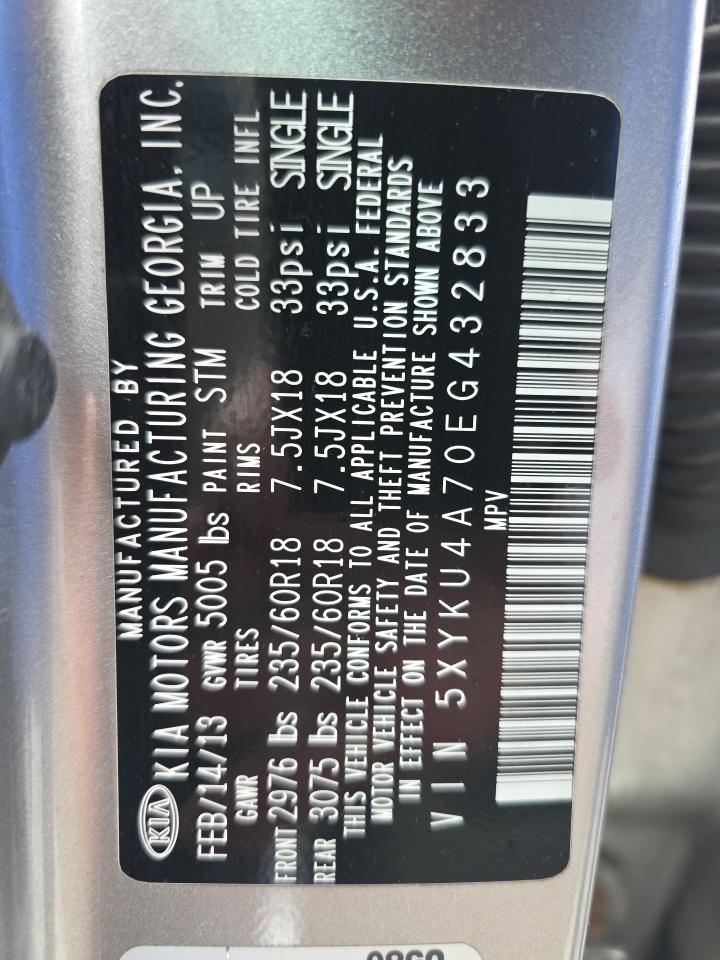 MANUFACTURED BY
KIA KIA MOTORS MANUFACTURING GEORGIA, INC.
FEB/14/13 GVWR 5005 lbs PAINT STM TRIM UP
GAWR TIRES RIMS COLD TIRE INFL
FRONT 2976 lbs 235/60R18 7.5JX18 33psi SINGLE
REAR 3075 lbs 235/60R18 7.5JX18 33psi SINGLE
THIS VEHICLE CONFORMS TO ALL APPLICABLE U.S.A. FEDERAL
MOTOR VEHICLE SAFETY AND THEFT PREVENTION STANDARDS
IN EFFECT ON THE DATE OF MANUFACTURE SHOWN ABOVE
VIN 5XYKU4A70EG432833
MPV